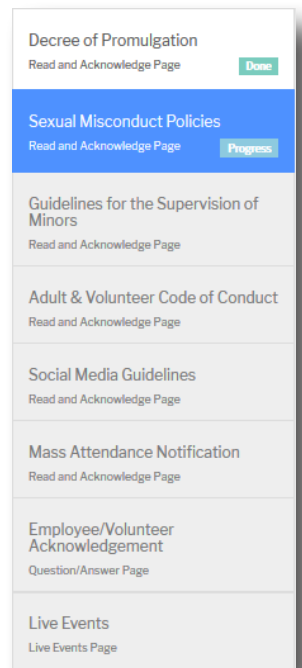 Decree of Promulgation
Read and Acknowledge Page Done
Sexual Misconduct Policies
Read and Acknowledge Page Progress
Guidelines for the Supervision of
Minors
Read and Acknowledge Page
Adult & Volunteer Code of Conduct
Read and Acknowledge Page
Social Media Guidelines
Read and Acknowledge Page
Mass Attendance Notification
Read and Acknowledge Page
Employee/Volunteer
Acknowledgement
Question/Answer Page
Live Events
Live Events Page